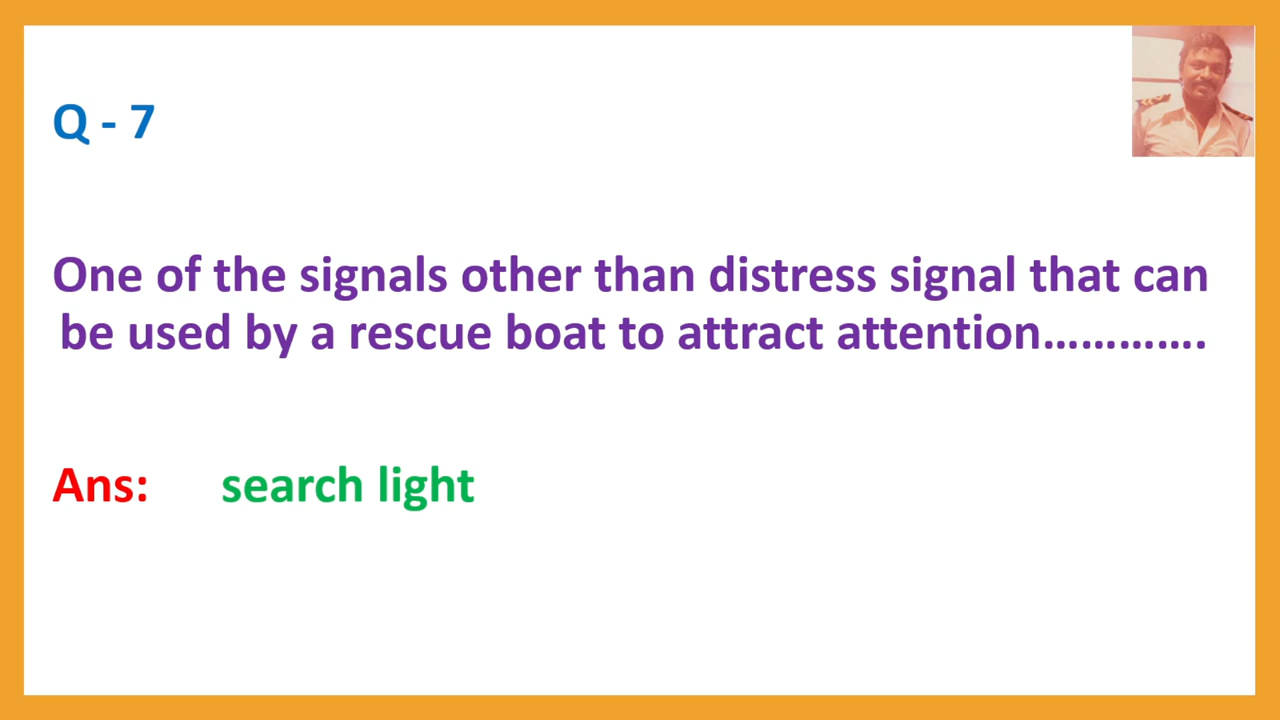 Q - 7
One of the signals other than distress signal that can
be used by a rescue boat to attract attention………….
Ans: search light